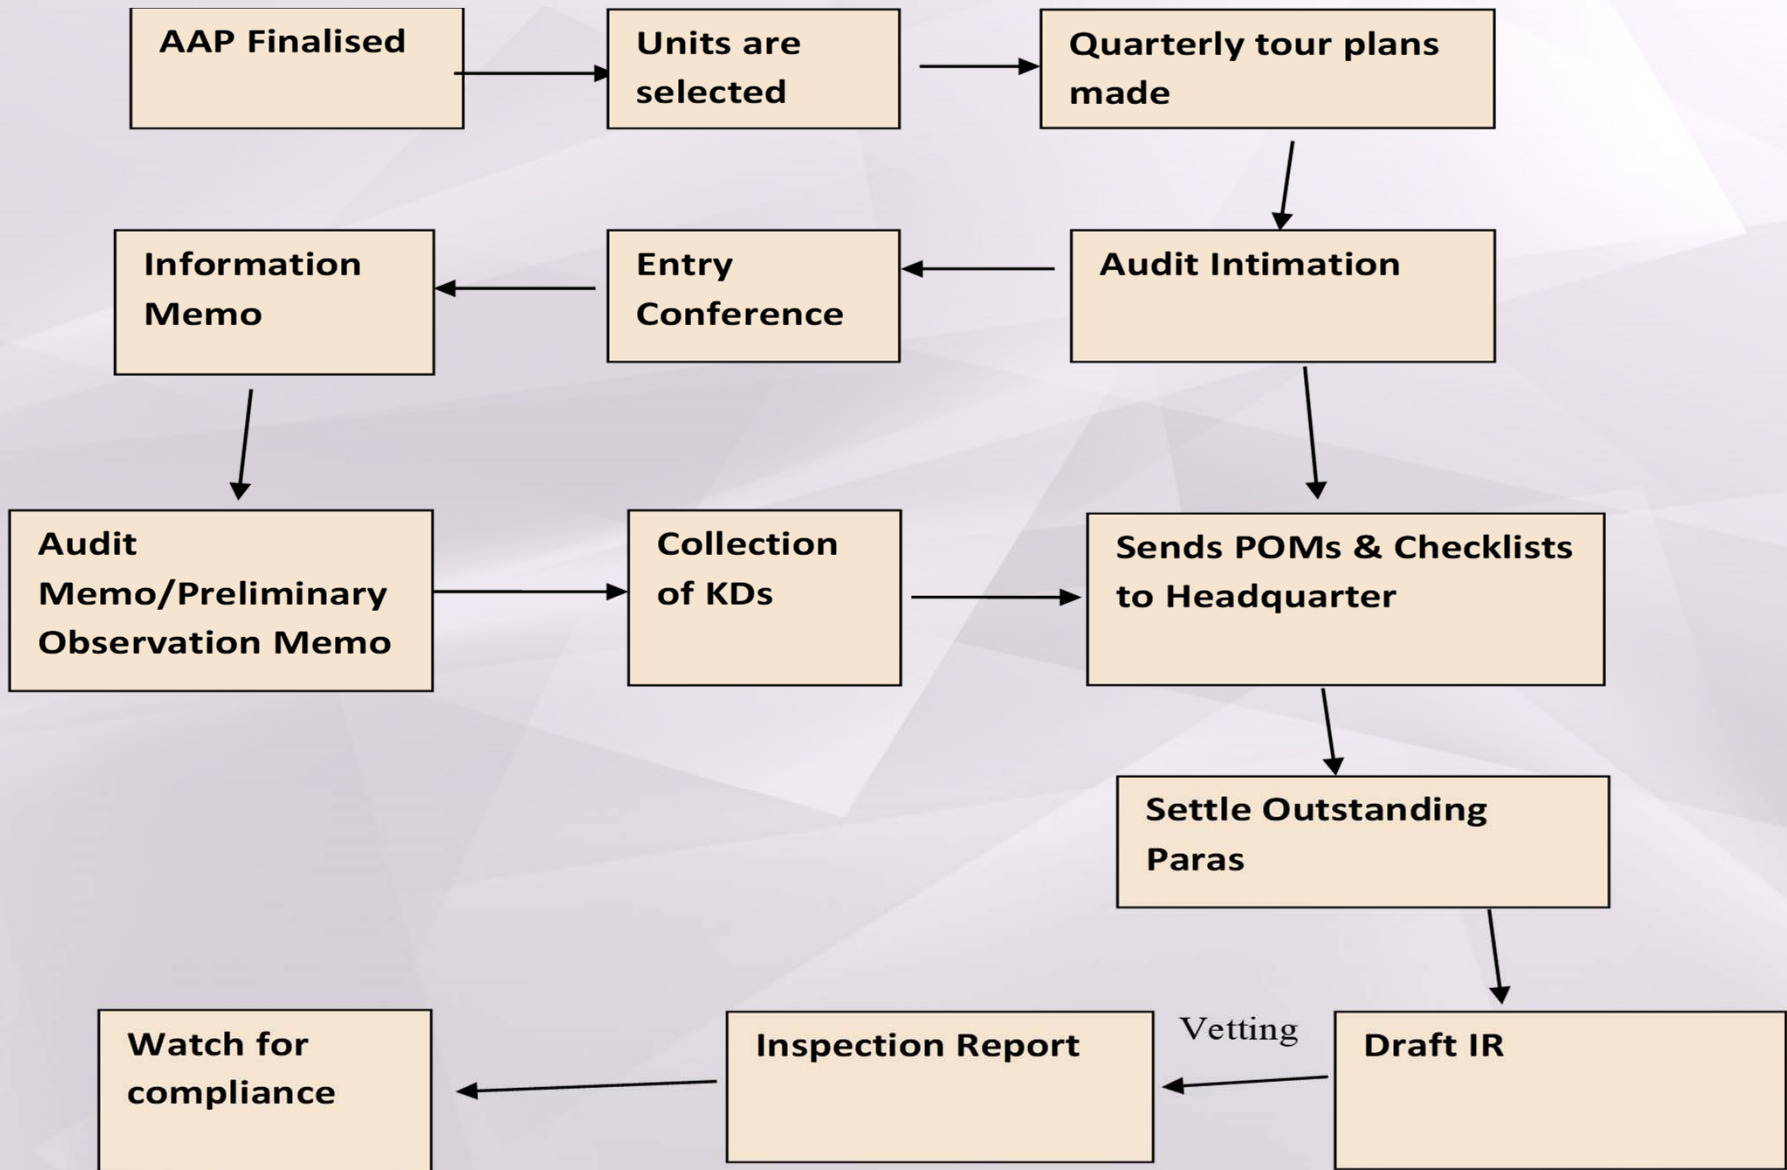 AAP Finalised
Units are
selected
Quarterly tour plans
made
Audit Intimation
Entry
Conference
Information
Memo
Audit
Memo/Preliminary
Observation Memo
Collection
of KDs
Sends POMs & Checklists
to Headquarter
Settle Outstanding
Paras
Draft IR
Vetting
Inspection Report
Watch for
compliance